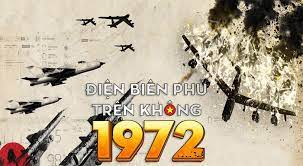 ĐIỆN BIÊN PHỦ
TRÊN KHÔNG
1972